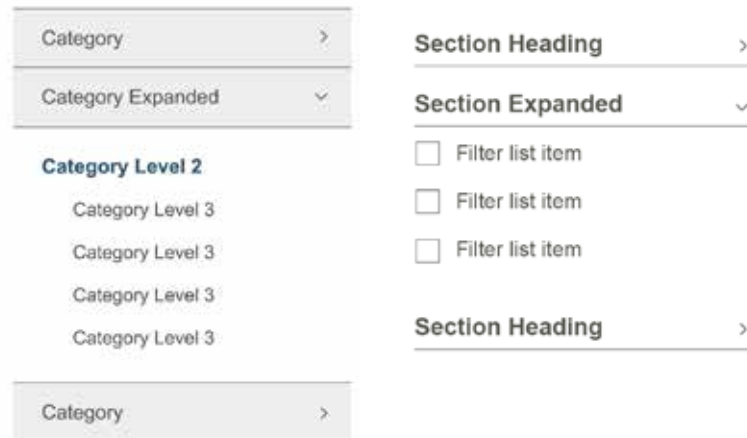 Category
Category Expanded
Category Level 2
Category Level 3
Category Level 3
Category Level 3
Category Level 3
Category
Section Heading
Section Expanded
Filter list item
Filter list item
Filter list item
Section Heading